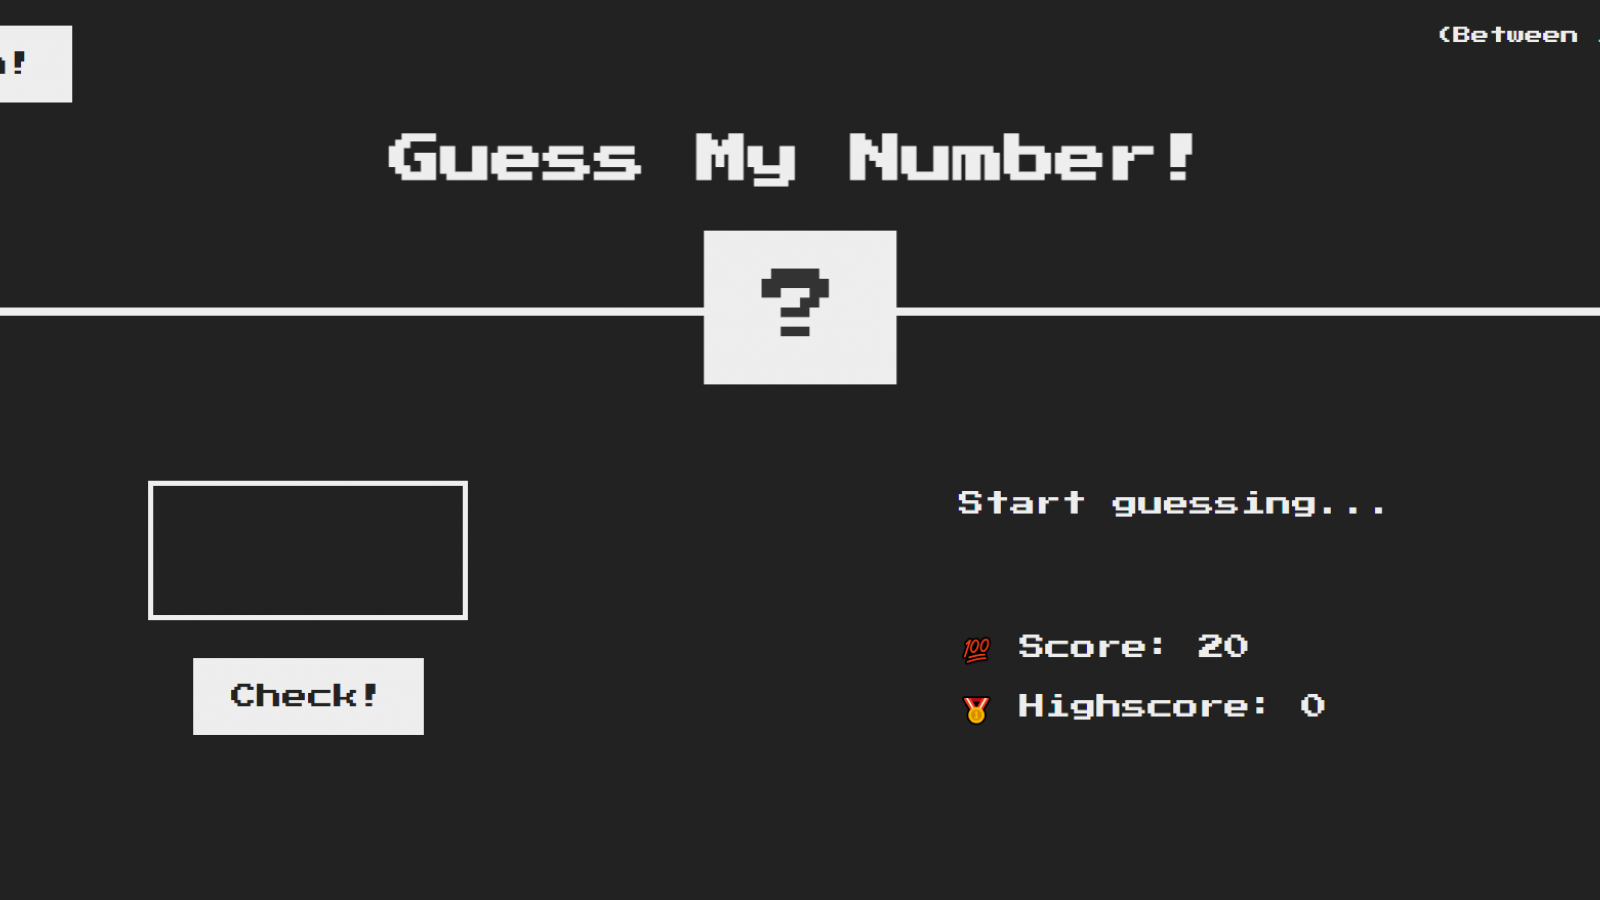 !
(Between
Guess My Number!
?
Start guessing...
💯 Score: 20
Check!
🥇 Highscore: 0